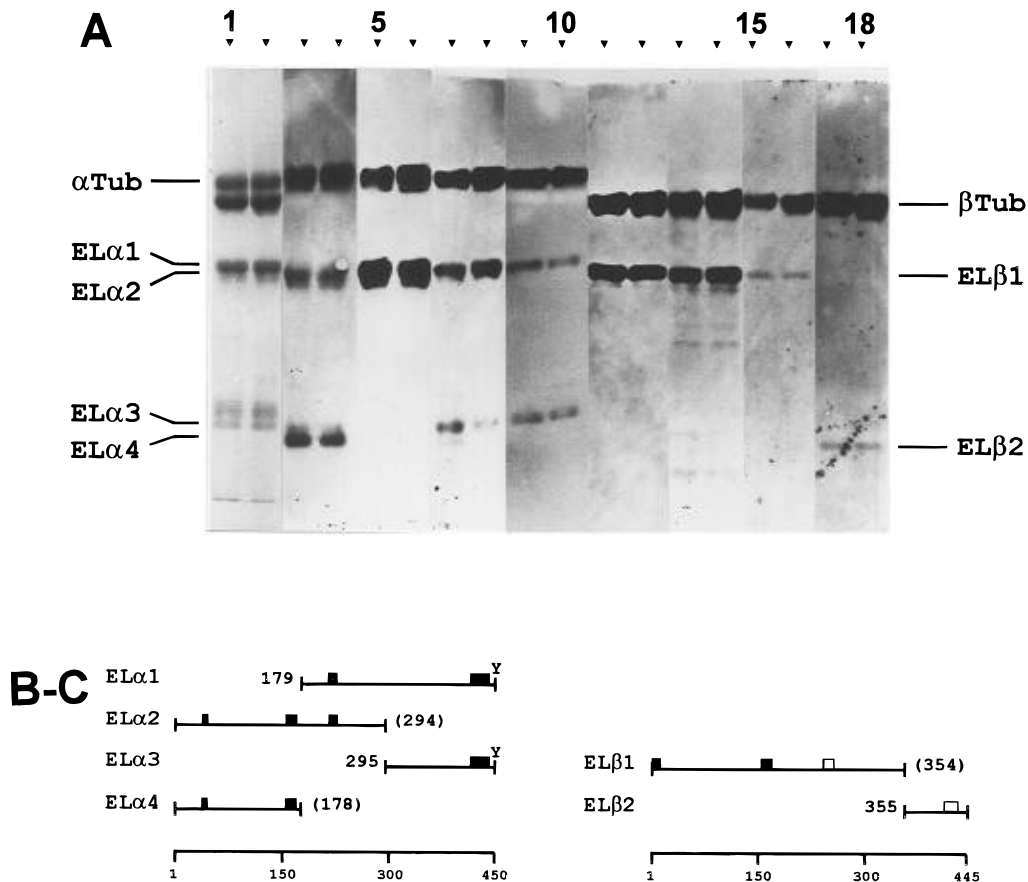 A
1 5 10 15 18
αTub
ELα1
ELα2
ELα3
ELα4
βTub
ELβ1
ELβ2
B-C
ELα1 179 Y
ELα2 (294)
ELα3 295 Y
ELα4 (178)
1 150 300 450
ELβ1 (354)
ELβ2 355
1 150 300 445